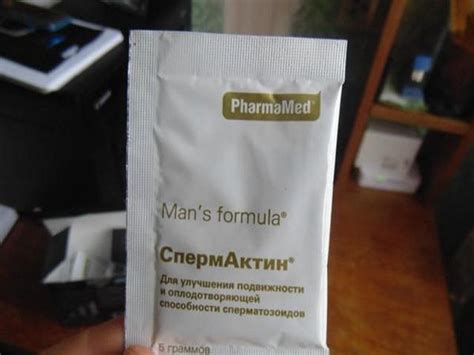 PharmaMed®
Man's formula®
СпермАктин®
Для улучшения подвижности
и оплодотворяющей
способности сперматозоидов
5 граммов